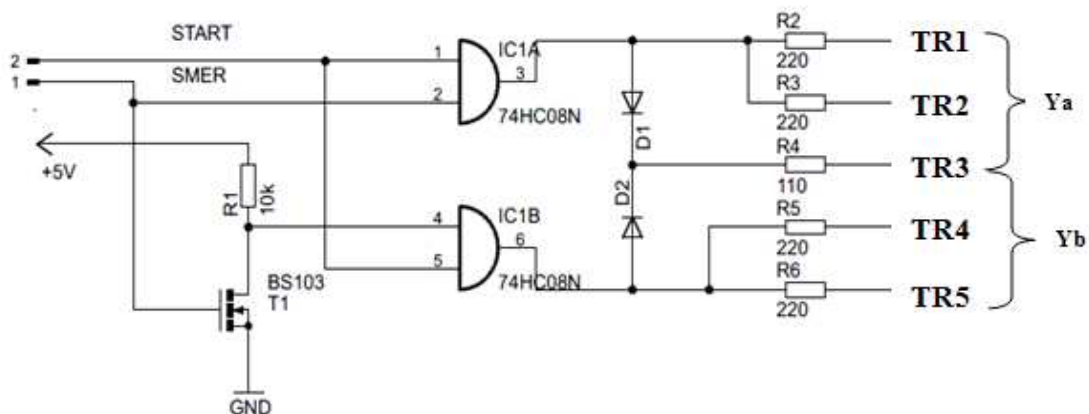 START
2
1
SMER
+5V
R1
10k
BS103
T1
GND
1
2
3
IC1A
74HC08N
4
5
6
IC1B
74HC08N
D1
D2
R2
220
R3
220
R4
110
R5
220
R6
220
TR1
TR2
TR3
TR4
TR5
Ya
Yb